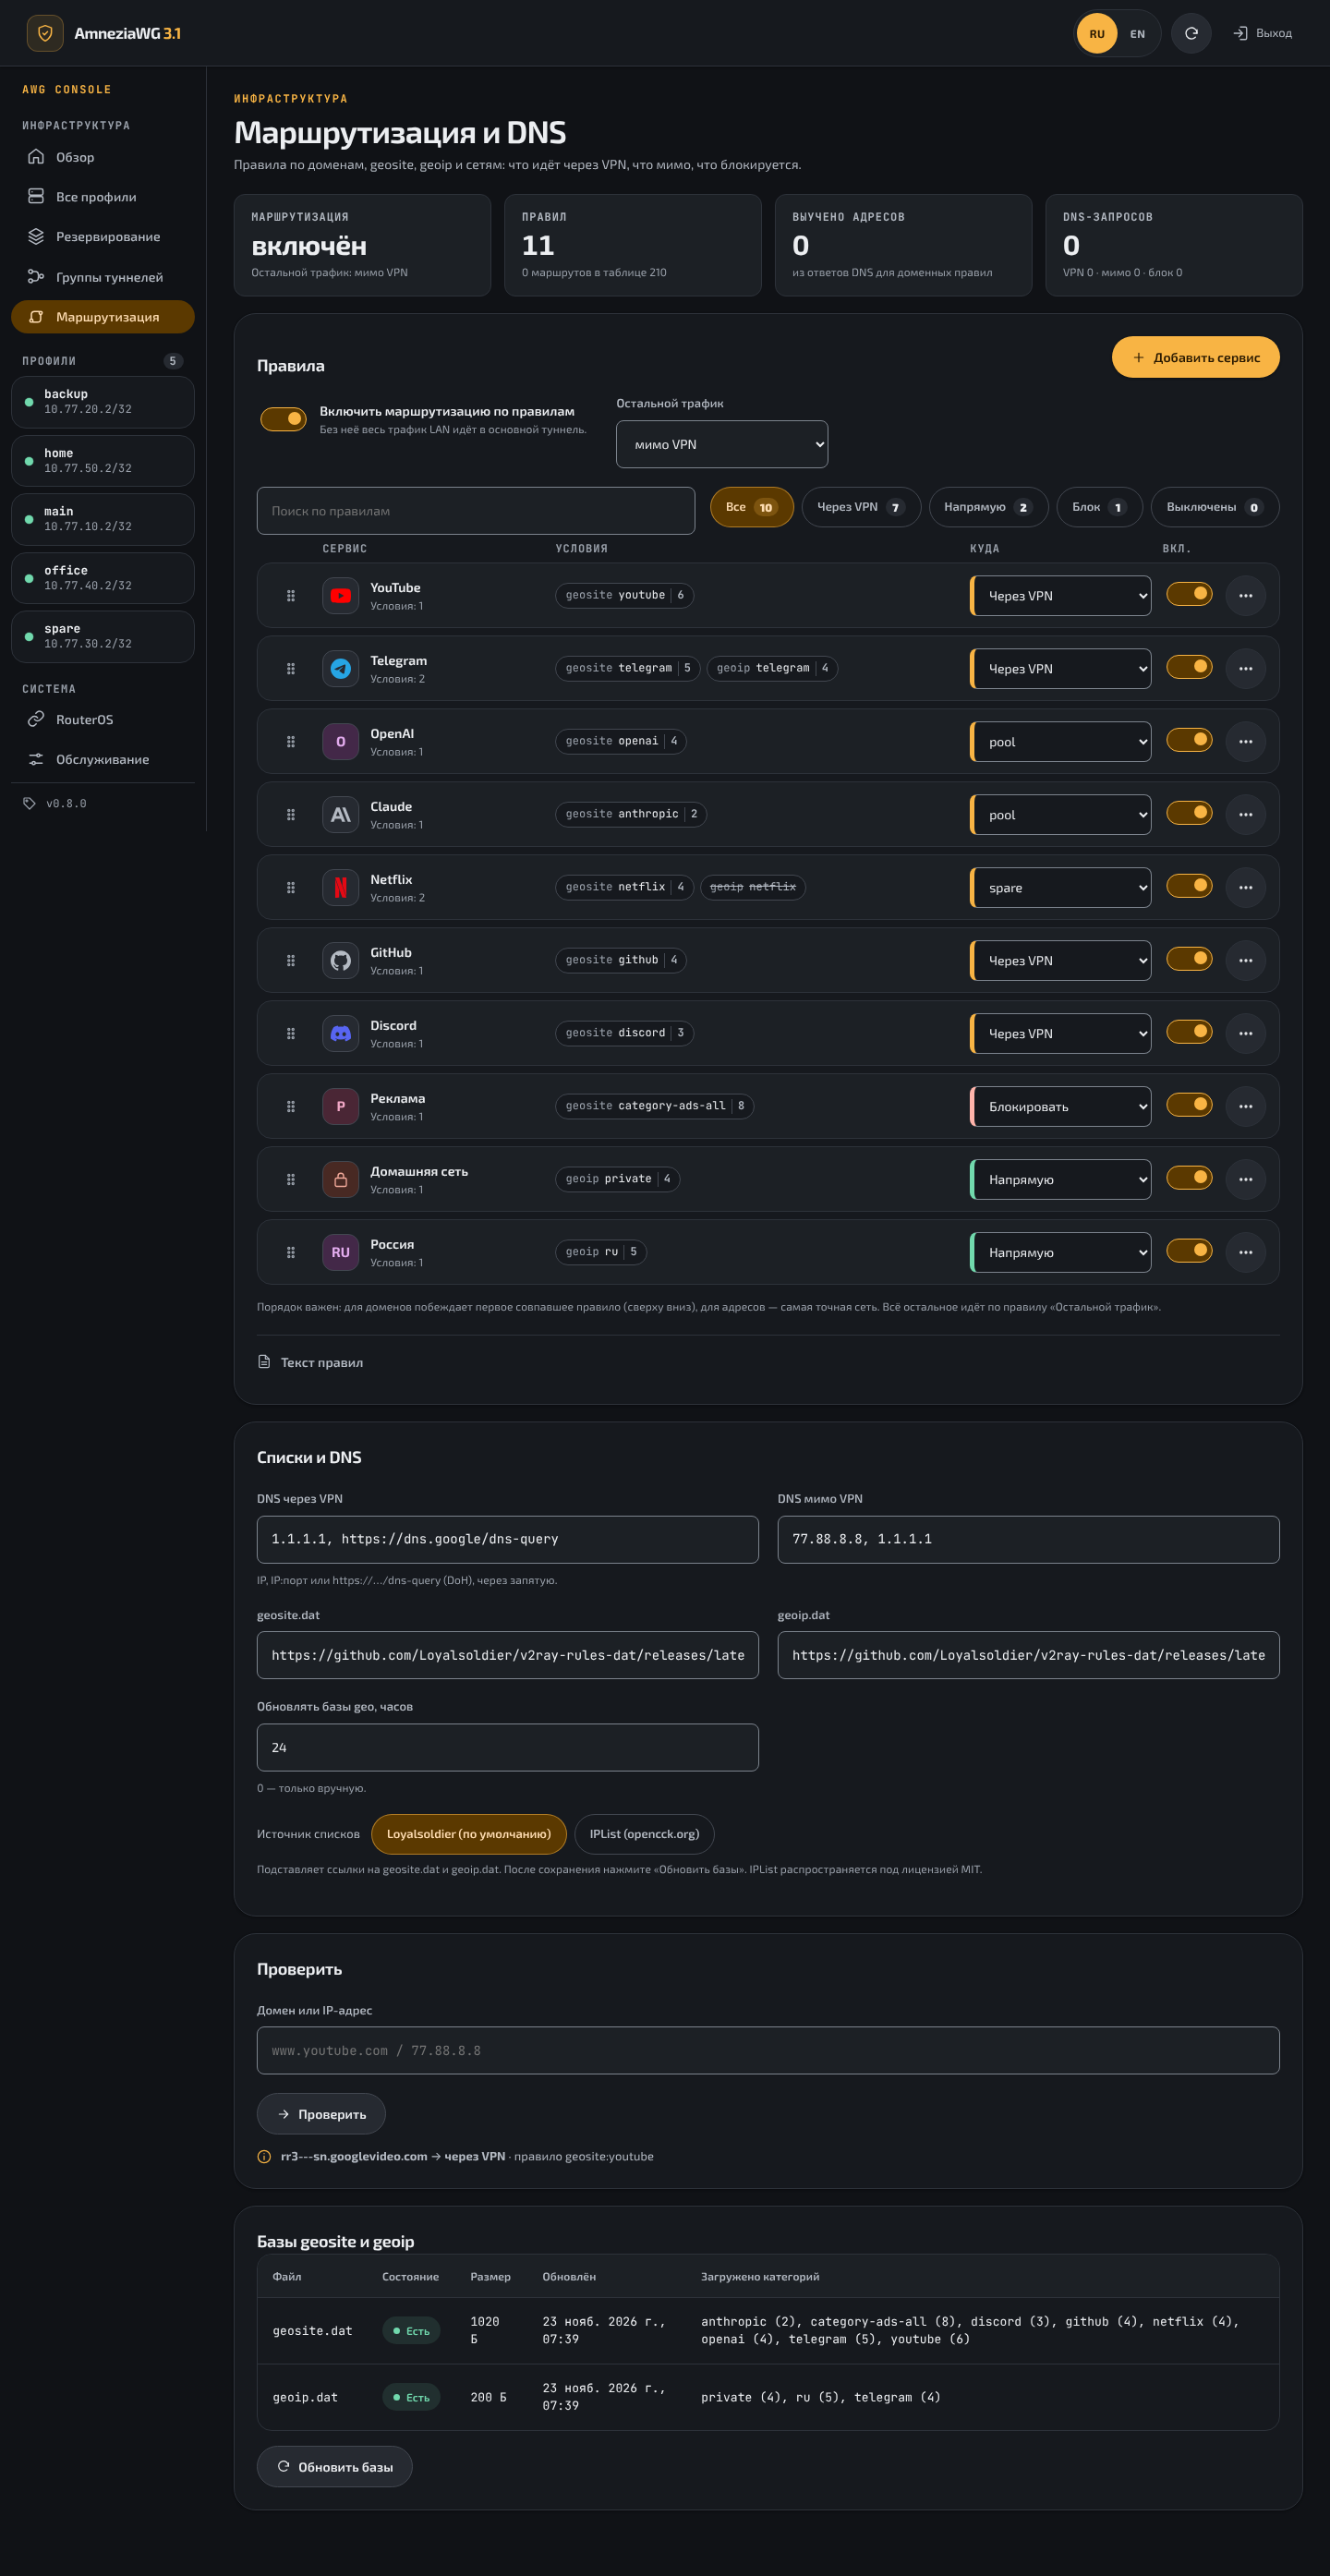 AmneziaWG 3.1
RU EN Выход
AWG CONSOLE
ИНФРАСТРУКТУРА
Обзор
Все профили
Резервирование
Группы туннелей
Маршрутизация
ПРОФИЛИ 5
backup
10.77.20.2/32
home
10.77.50.2/32
main
10.77.10.2/32
office
10.77.40.2/32
spare
10.77.30.2/32
СИСТЕМА
RouterOS
Обслуживание
v0.8.0
ИНФРАСТРУКТУРА
Маршрутизация и DNS
Правила по доменам, geosite, geoip и сетям: что идёт через VPN, что мимо, что блокируется.
МАРШРУТИЗАЦИЯ
включён
Остальной трафик: мимо VPN
ПРАВИЛ
11
0 маршрутов в таблице 210
ВЫУЧЕНО АДРЕСОВ
0
из ответов DNS для доменных правил
DNS-ЗАПРОСОВ
0
VPN 0 · мимо 0 · блок 0
Правила
Добавить сервис
Включить маршрутизацию по правилам
Без неё весь трафик LAN идёт в основной туннель.
Остальной трафик
мимо VPN
Поиск по правилам
Все 10 Через VPN 7 Напрямую 2 Блок 1 Выключены 0
СЕРВИС УСЛОВИЯ КУДА ВКЛ.
YouTube
Условия: 1
geosite youtube 6
Через VPN
Telegram
Условия: 2
geosite telegram 5 geoip telegram 4
Через VPN
O
OpenAI
Условия: 1
geosite openai 4
pool
Claude
Условия: 1
geosite anthropic 2
pool
Netflix
Условия: 2
geosite netflix 4 geoip netflix
spare
GitHub
Условия: 1
geosite github 4
Через VPN
Discord
Условия: 1
geosite discord 3
Через VPN
Р
Реклама
Условия: 1
geosite category-ads-all 8
Блокировать
Домашняя сеть
Условия: 1
geoip private 4
Напрямую
RU
Россия
Условия: 1
geoip ru 5
Напрямую
Порядок важен: для доменов побеждает первое совпавшее правило (сверху вниз), для адресов — самая точная сеть. Всё остальное идёт по правилу «Остальной трафик».
Текст правил
Списки и DNS
DNS через VPN
1.1.1.1, https://dns.google/dns-query
IP, IP:порт или https://…/dns-query (DoH), через запятую.
DNS мимо VPN
77.88.8.8, 1.1.1.1
geosite.dat
https://github.com/Loyalsoldier/v2ray-rules-dat/releases/late
geoip.dat
https://github.com/Loyalsoldier/v2ray-rules-dat/releases/late
Обновлять базы geo, часов
24
0 — только вручную.
Источник списков Loyalsoldier (по умолчанию) IPList (opencck.org)
Подставляет ссылки на geosite.dat и geoip.dat. После сохранения нажмите «Обновить базы». IPList распространяется под лицензией MIT.
Проверить
Домен или IP-адрес
www.youtube.com / 77.88.8.8
Проверить
rr3---sn.googlevideo.com → через VPN · правило geosite:youtube
Базы geosite и geoip
Файл Состояние Размер Обновлён Загружено категорий
geosite.dat Есть 1020 Б 23 нояб. 2026 г., 07:39
anthropic (2), category-ads-all (8), discord (3), github (4), netflix (4),
openai (4), telegram (5), youtube (6)
geoip.dat Есть 200 Б 23 нояб. 2026 г., 07:39
private (4), ru (5), telegram (4)
Обновить базы